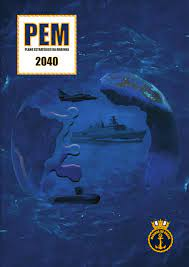 PEM
PLANO ESTRATÉGICO DA MARINHA
2040